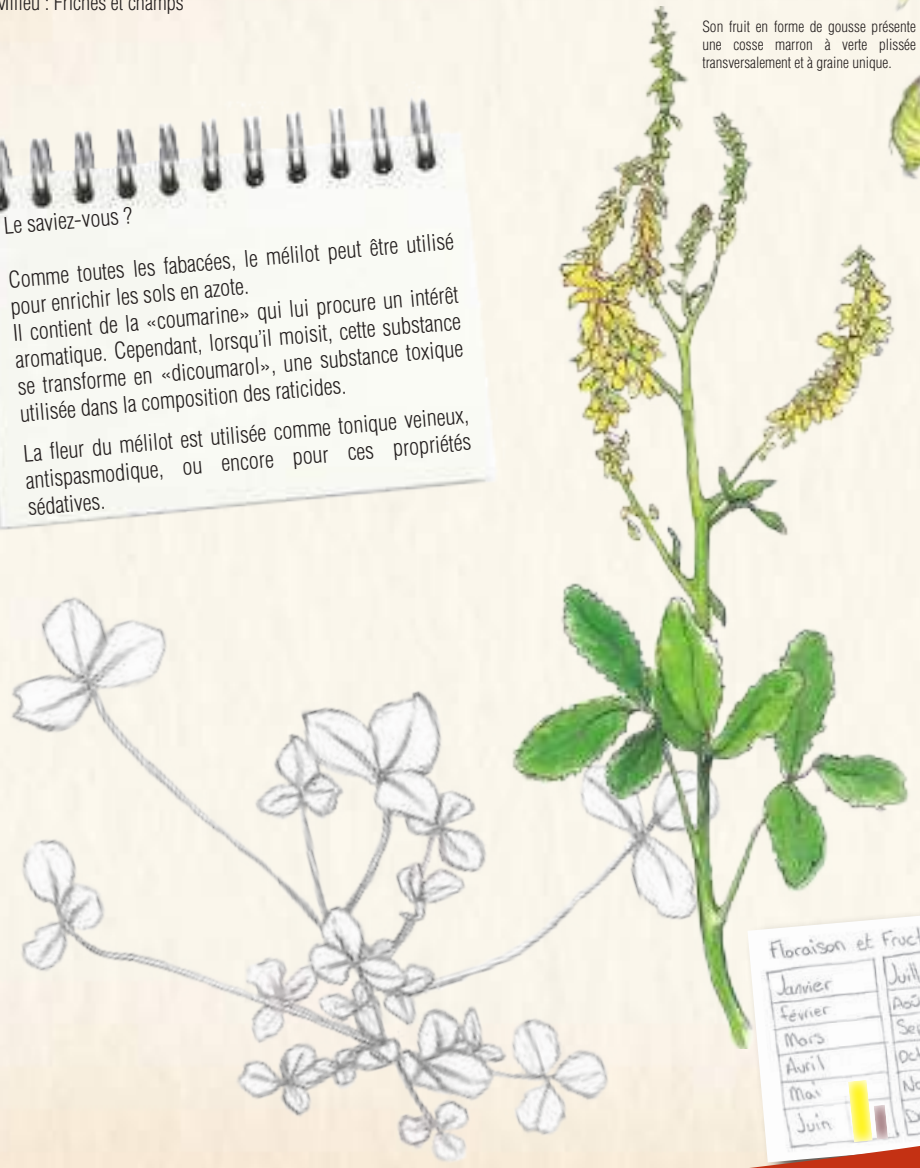 Milieu : Friches et champs
Son fruit en forme de gousse présente
une cosse marron à verte plissée
transversalement et à graine unique.
Le saviez-vous ?
Comme toutes les fabacées, le mélilot peut être utilisé
pour enrichir les sols en azote.
Il contient de la «coumarine» qui lui procure un intérêt
aromatique. Cependant, lorsqu'il moisit, cette substance
se transforme en «dicoumarol», une substance toxique
utilisée dans la composition des raticides.
La fleur du mélilot est utilisée comme tonique veineux,
antispasmodique, ou encore pour ces propriétés
sédatives.
Floraison et
Janvier
février
Mars
Avril
Mai
Juin